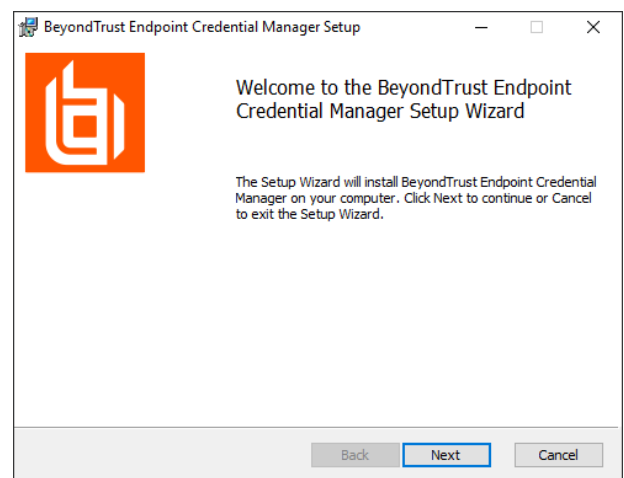 BeyondTrust Endpoint Credential Manager Setup
Welcome to the BeyondTrust Endpoint
Credential Manager Setup Wizard
The Setup Wizard will install BeyondTrust Endpoint Credential
Manager on your computer. Click Next to continue or Cancel
to exit the Setup Wizard.
Back Next Cancel